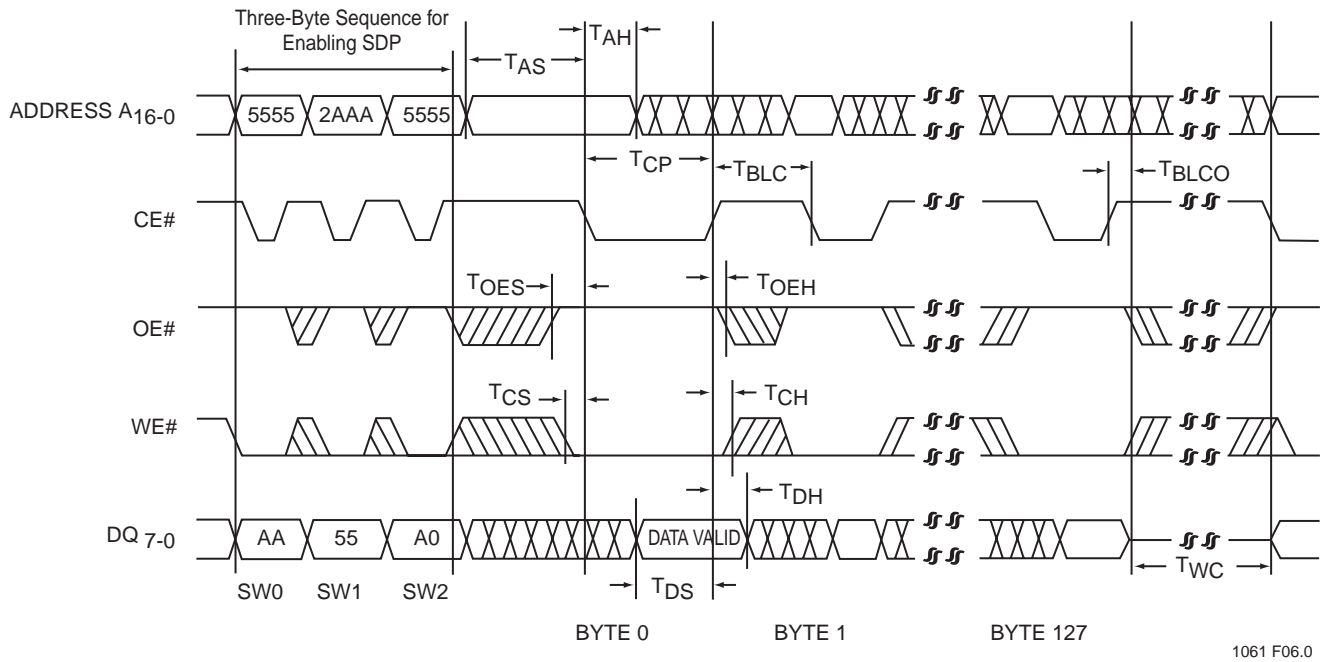 Three-Byte Sequence for
Enabling SDP
TAH
TAS
ADDRESS A16-0
5555 2AAA 5555
TCP
TBLC
TBLCO
CE#
TOES
TOEH
OE#
TCS
TCH
WE#
TDH
DQ 7-0
AA 55 A0
DATA VALID
TWC
SW0 SW1 SW2
TDS
BYTE 0 BYTE 1 BYTE 127
1061 F06.0